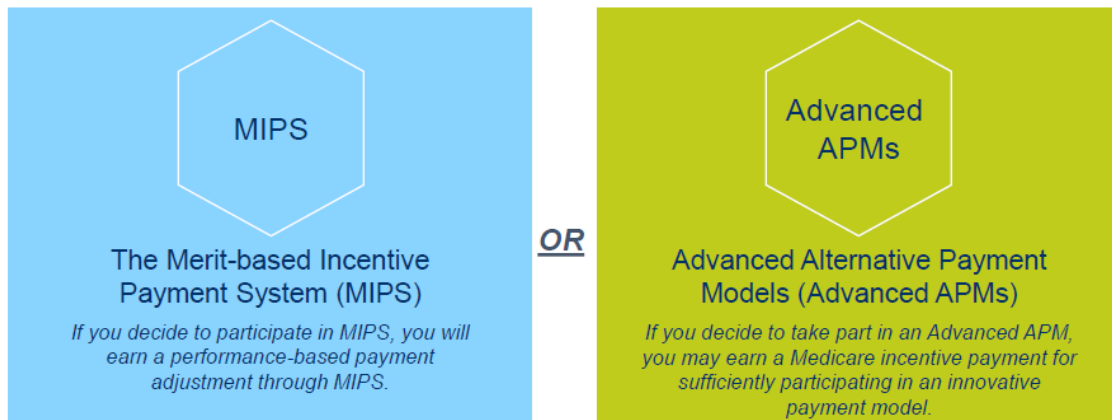 MIPS
The Merit-based Incentive
Payment System (MIPS)
If you decide to participate in MIPS, you will
earn a performance-based payment
adjustment through MIPS.
OR
Advanced
APMs
Advanced Alternative Payment
Models (Advanced APMs)
If you decide to take part in an Advanced APM,
you may earn a Medicare incentive payment for
sufficiently participating in an innovative
payment model.